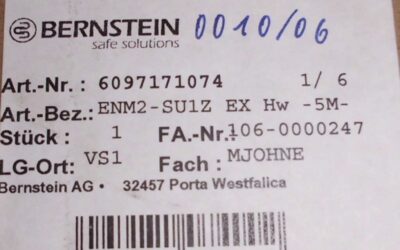 BERNSTEIN 0010/06
safe solutions
Art.-Nr.: 6097171074 1/ 6
Art.-Bez.: ENM2-SU1Z EX Hw -5M-
Stück : 1 FA.-Nr.: 106-0000247
LG-Ort: VS1 Fach : MJOHNE
Bernstein AG • 32457 Porta Westfalica